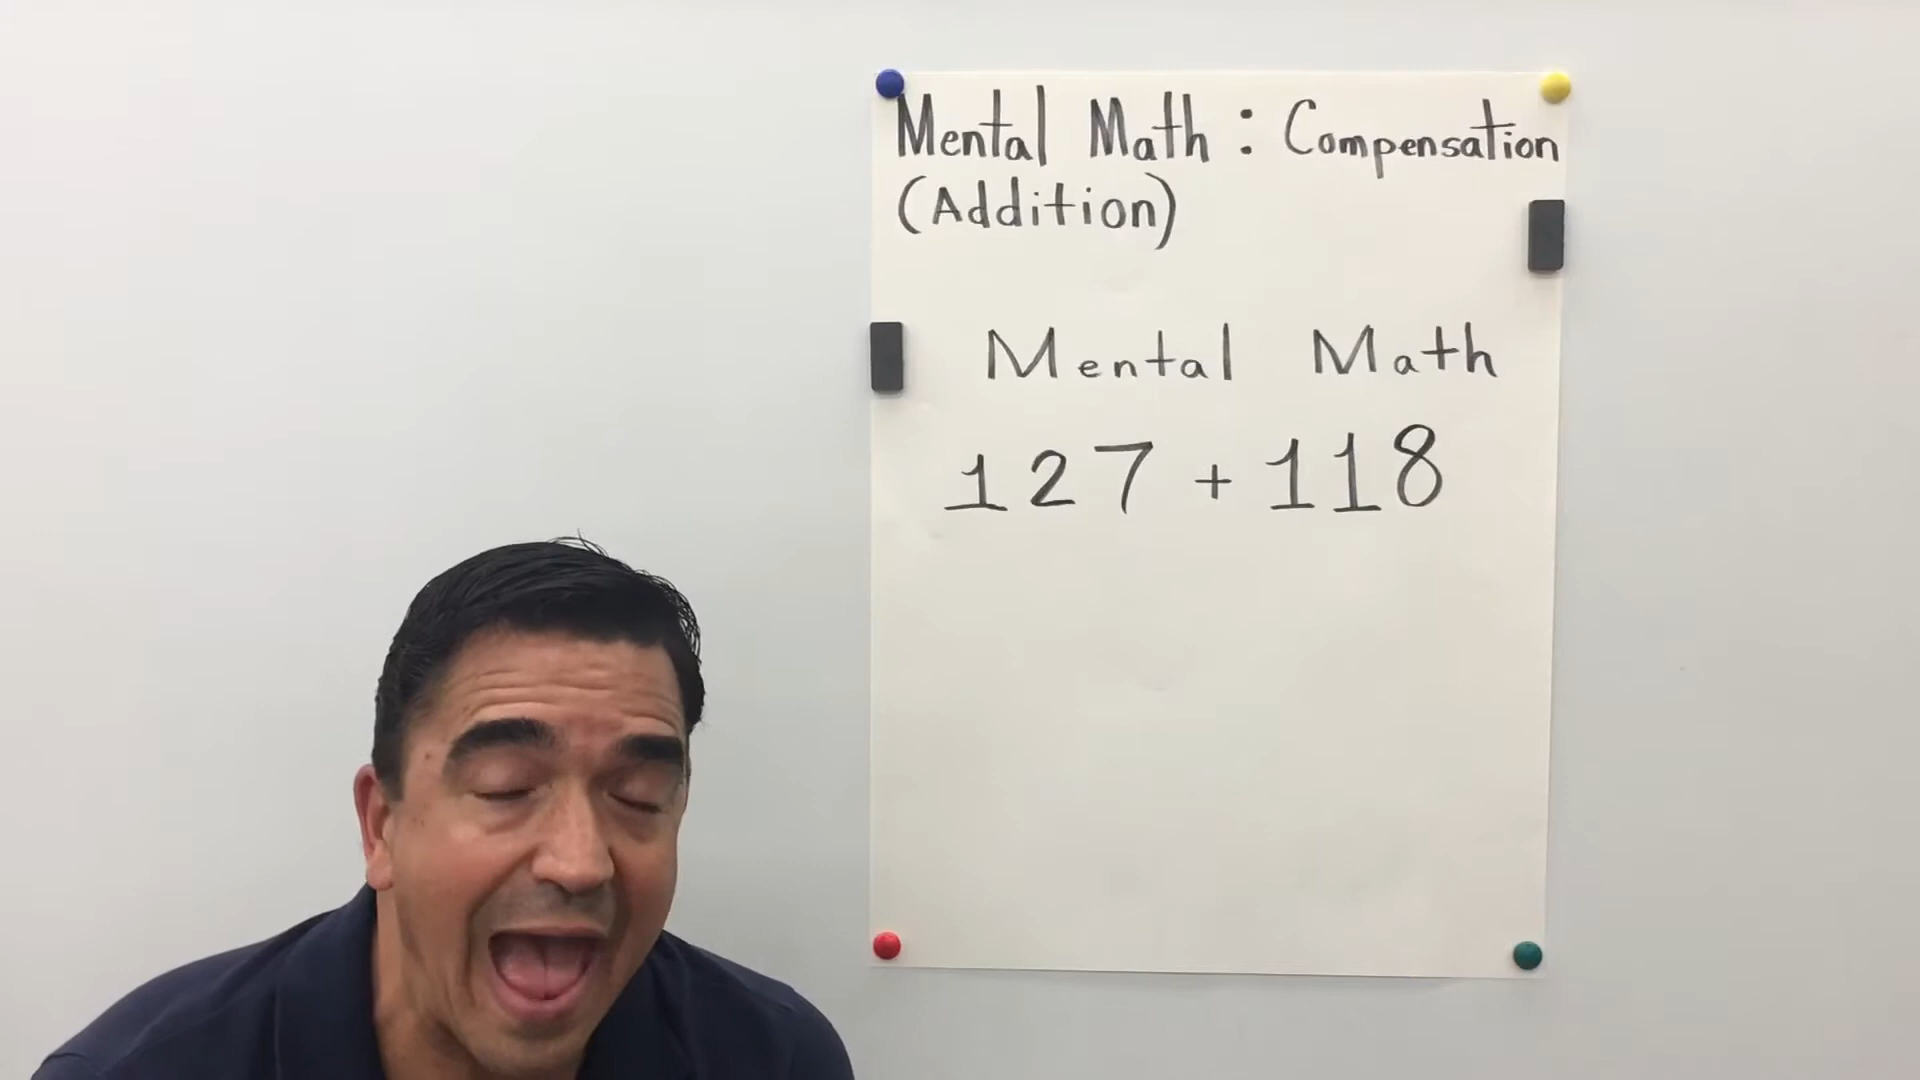 Mental Math : Compensation
(Addition)
Mental Math
127 + 118